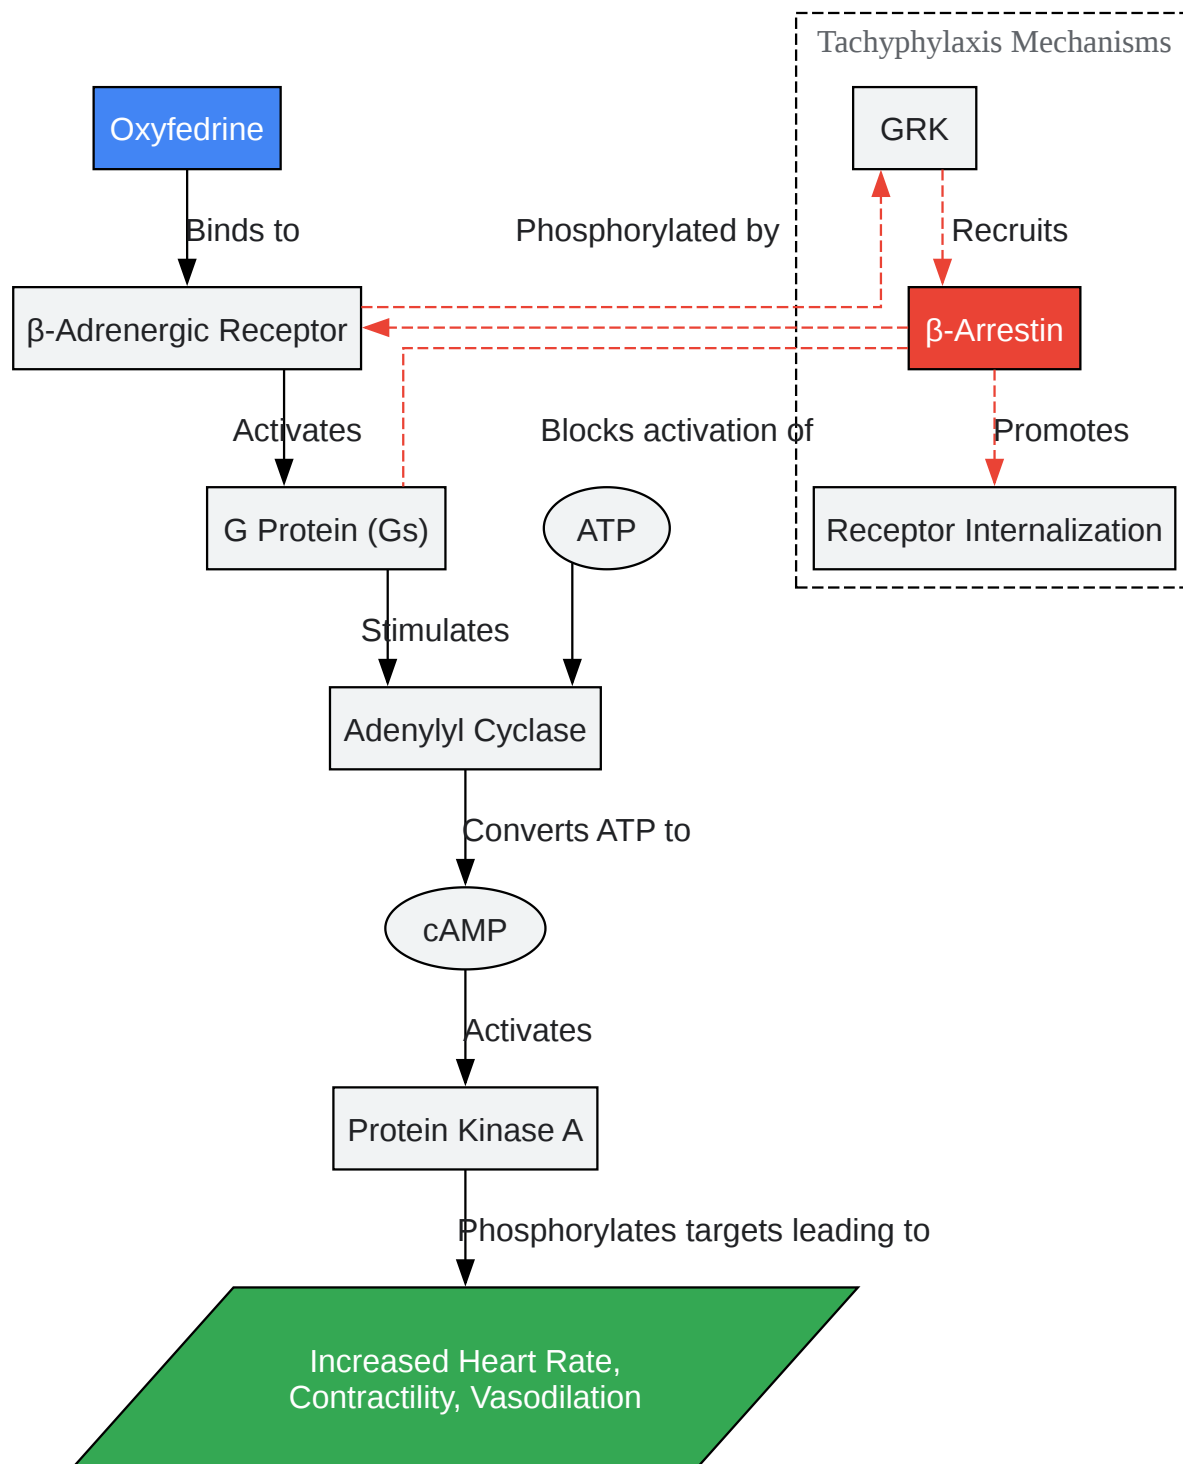 Tachyphylaxis Mechanisms
Oxyfedrine
GRK
Binds to
Phosphorylated by
Recruits
β-Adrenergic Receptor
β-Arrestin
Activates
Blocks activation of
Promotes
G Protein (Gs)
ATP
Receptor Internalization
Stimulates
Adenylyl Cyclase
Converts ATP to
cAMP
Activates
Protein Kinase A
Phosphorylates targets leading to
Increased Heart Rate,
Contractility, Vasodilation